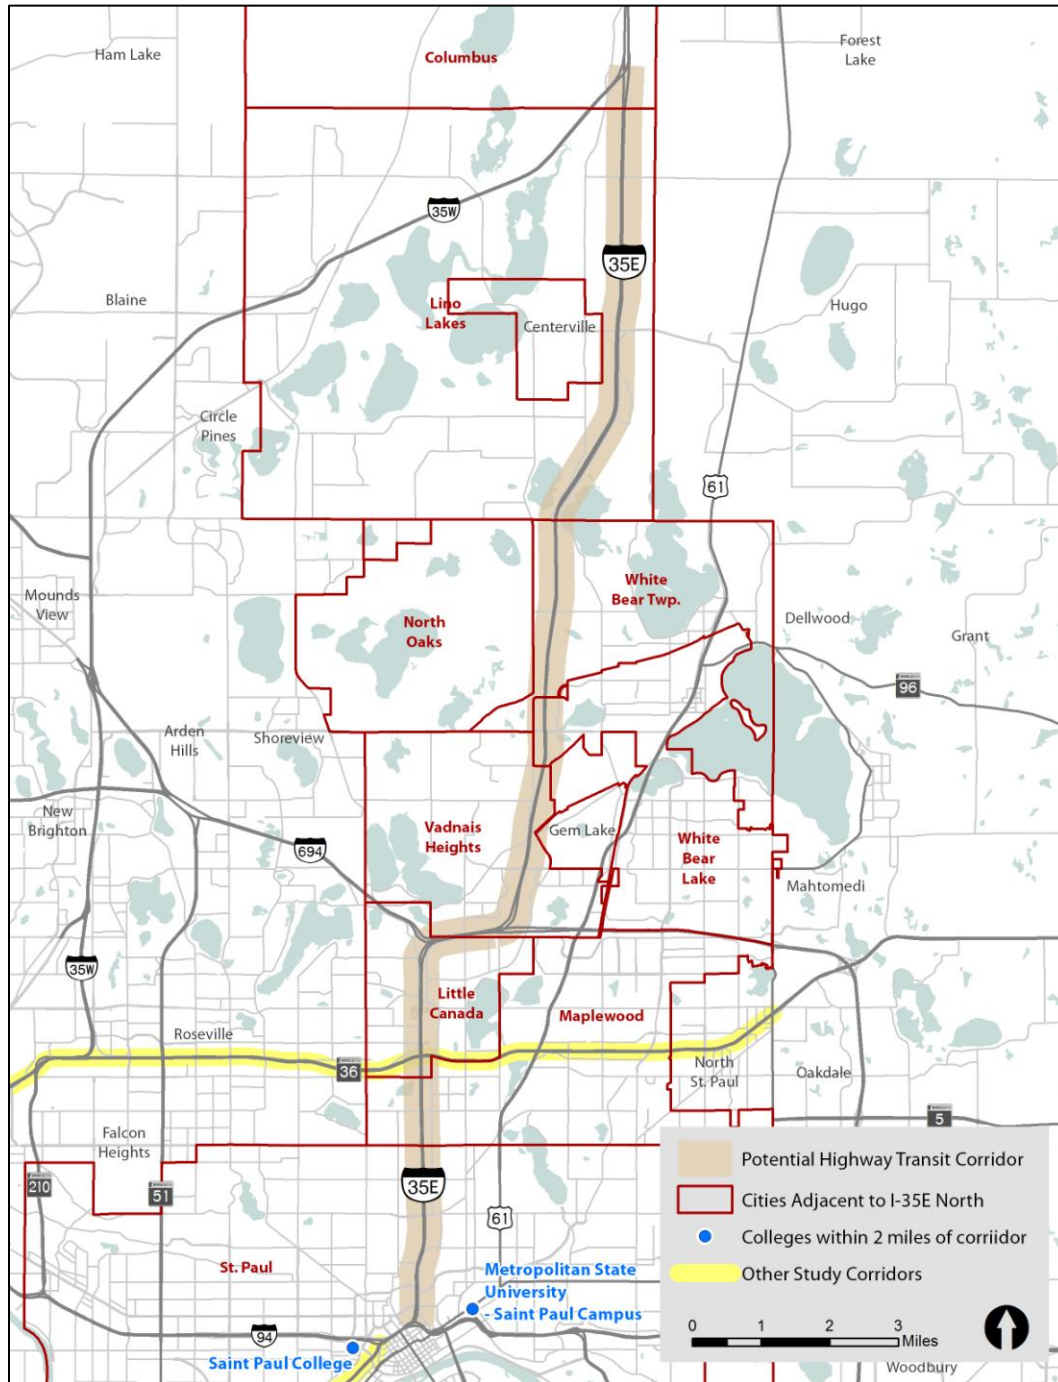 Ham Lake
Columbus
Forest
Lake
35W
35E
Blaine
Lino
Lakes
Centerville
Hugo
Circle
Pines
61
Mounds
View
North
Oaks
White
Bear Twp.
Dellwood
Grant
96
Arden
Hills
Shoreview
New
Brighton
694
Vadnais
Heights
Gem Lake
White
Bear
Lake
Mahtomedi
35W
Little
Canada
Maplewood
Roseville
36
North
St. Paul
Oakdale
5
Falcon
Heights
210
51
35E
61
St. Paul
Metropolitan State
University
- Saint Paul Campus
94
Saint Paul College
Potential Highway Transit Corridor
Cities Adjacent to I-35E North
Colleges within 2 miles of corriidor
Other Study Corridors
0 1 2 3
Miles
Woodbury